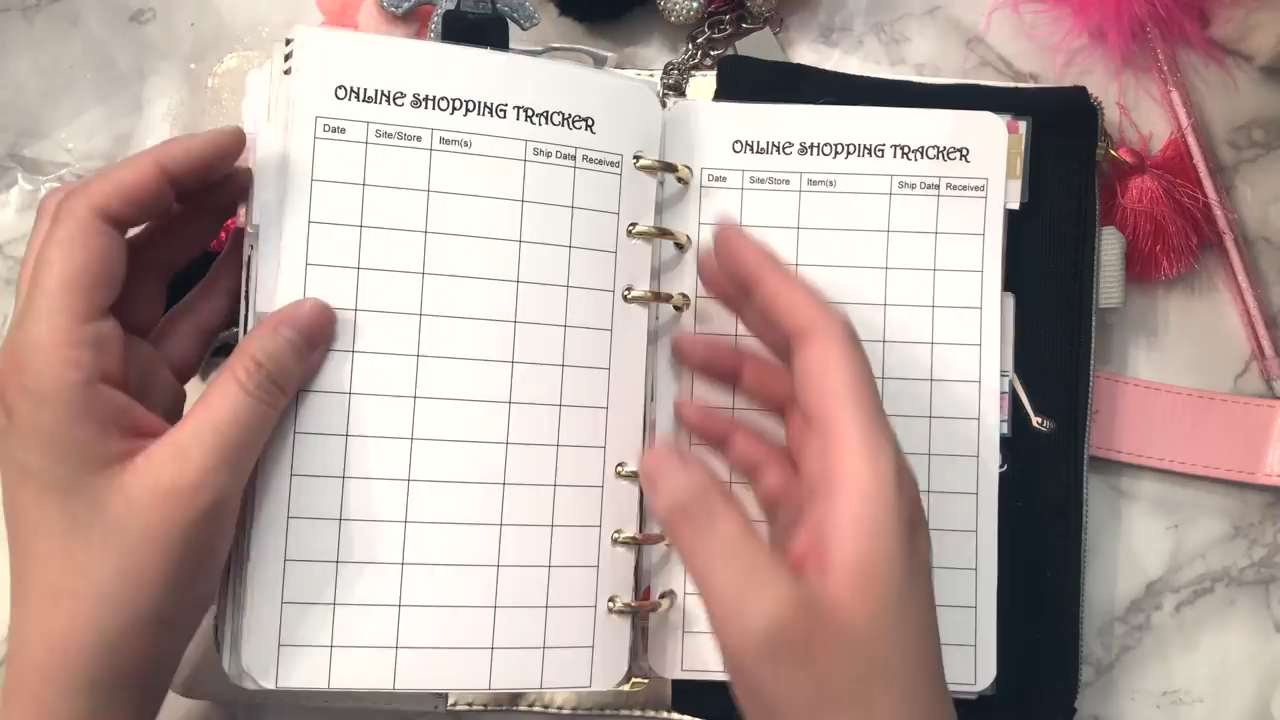 ONLINE SHOPPING TRACKER
Date Site/Store Item(s) Ship Date Received
ONLINE SHOPPING TRACKER
Date Site/Store Item(s) Ship Date Received